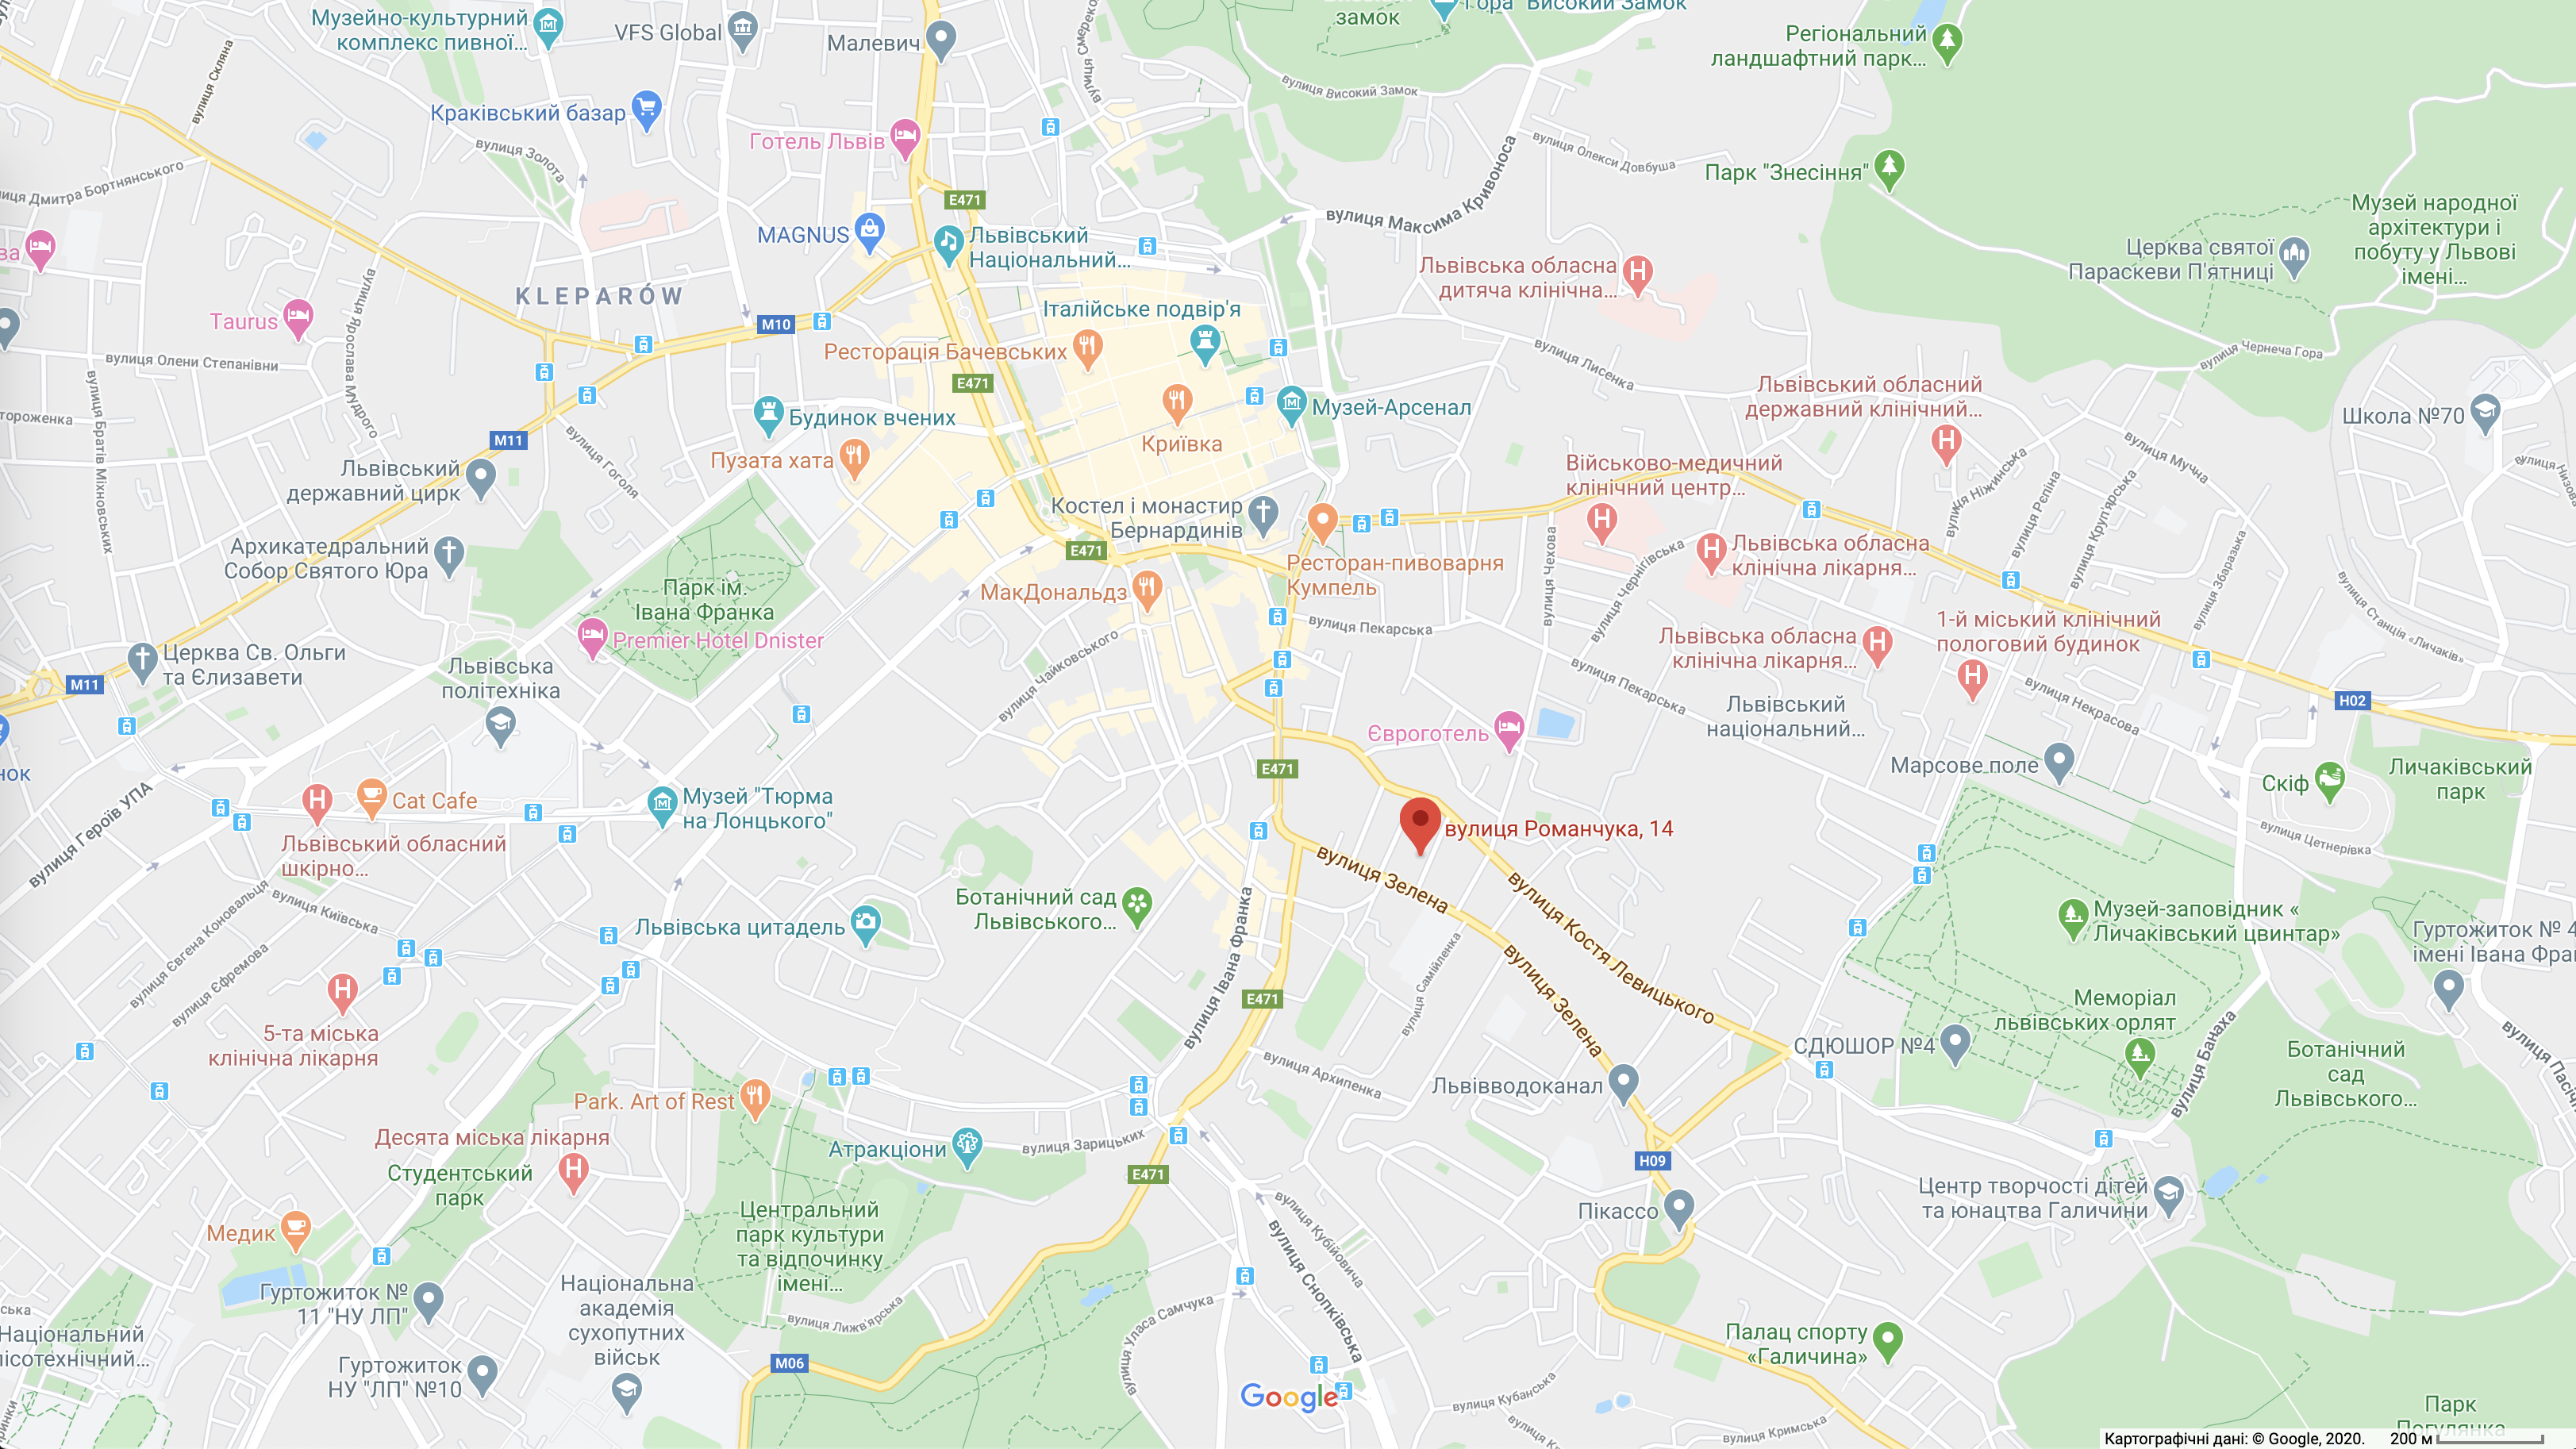 Музейно-культурний
комплекс пивної...
VFS Global
Малевич
замок
Гора "Високий Замок
Регіональний
ландшафтний парк...
вулиця Скляна
Краківський базар
вулиця Золота
Готель Львів
вулиця Високий Замок
вулиця Олекси Довбуша
Парк "Знесіння"
вулиця Максима Кривоноса
иця Дмитра Бортнянського
E471
MAGNUS
Львівський
Національний...
Львівська обласна
дитяча клінічна...
Церква святої
Параскеви П'ятниці
Музей народної
архітектури і
побуту у Львові
імені...
ва
KLEPARÓW
Taurus
M10
Італійське подвір'я
Ресторація Бачевських
вулиця Олени Степанівни
вулиця Ярослава Мудрого
вулиця Братів Міхновських
тороженка
E471
вулиця Лисенка
вулиця Чернеча Гора
Львівський обласний
державний клінічний...
Школа №70
Будинок вчених
Музей-Арсенал
Криївка
M11
вулиця Гоголя
Пузата хата
Львівський
державний цирк
Військово-медичний
клінічний центр...
вулиця Мучна
вулиця Ніжинська
вулиця Репіна
вулиця Круп'ярська
вулиця Збаразька
Костел і монастир
Бернардинів
E471
Архикатедральний
Собор Святого Юра
Парк ім.
Івана Франка
МакДональдз
Ресторан-пивоварня
Кумпель
вулиця Чехова
вулиця Чернігівська
Львівська обласна
клінічна лікарня...
вулиця Станція «Личаків»
Premier Hotel Dnister
вулиця Пекарська
Львівська обласна
клінічна лікарня...
1-й міський клінічний
пологовий будинок
Церква Св. Ольги
та Єлизавети
Львівська
політехніка
вулиця Чайковського
вулиця Пекарська
Львівський
національний...
вулиця Некрасова
M11
H02
Євроготель
нок
E471
Марсове поле
Скіф
Личаківський
парк
вулиця Героїв УПА
Cat Cafe
Музей "Тюрма
на Лонцького"
вулиця Романчука, 14
Львівський обласний
шкірно...
вулиця Цетнерівка
вулиця Зелена
вулиця Костя Левицького
вулиця Київська
вулиця Євгена Коновальця
вулиця Єфремова
Львівська цитадель
Ботанічний сад
Львівського...
вулиця Івана Франка
вулиця Самійленка
вулиця Зелена
Музей-заповідник «
Личаківський цвинтар»
Гуртожиток № 4
імені Івана Фра
5-та міська
клінічна лікарня
E471
Меморіал
львівських орлят
СДЮШОР №4
вулиця Банаха
Ботанічний
сад
Львівського...
вулиця Архипенка
Львівводоканал
Park. Art of Rest
Десята міська лікарня
Студентський
парк
Атракціони
вулиця Зарицьких
E471
H09
Пікассо
Центр творчості дітей
та юнацтва Галичини
Центральний
парк культури
та відпочинку
імені...
Медик
вулиця Кубійовича
вулиця Снопківська
Гуртожиток №
11 "НУ ЛП"
Національна
академія
сухопутних
військ
вулиця Лижв'ярська
вулиця Уласа Самчука
ська
Національний
ісотехнічний...
Гуртожиток
НУ "ЛП" №10
M06
Палац спорту
«Галичина»
Google
вулиця Кубанська
вулиця Кримська
Парк
Погулянка
Картографічні дані: © Google, 2020.
200 м